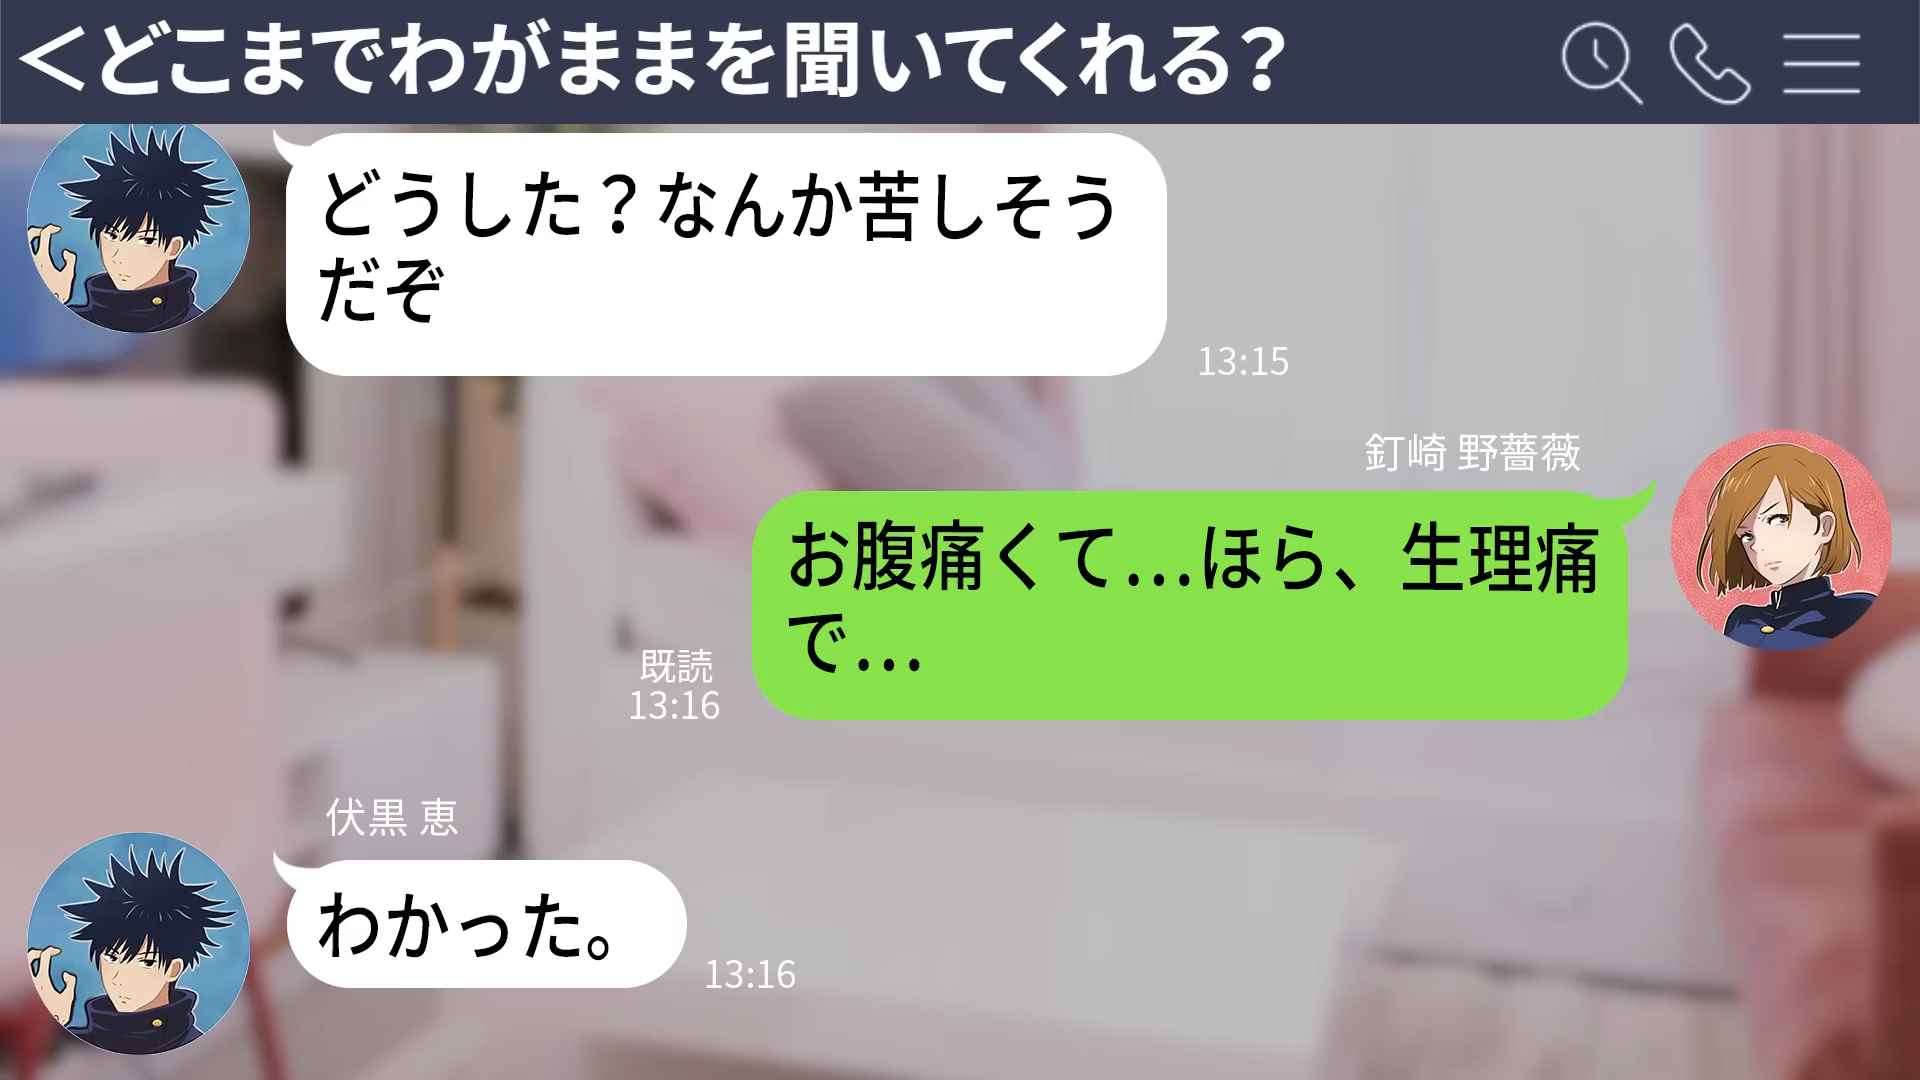 ＜どこまでわがままを聞いてくれる？
どうした？なんか苦しそう
だぞ
13:15
釘崎 野薔薇
お腹痛くて…ほら、生理痛
で…
既読
13:16
伏黒 恵
わかった。
13:16